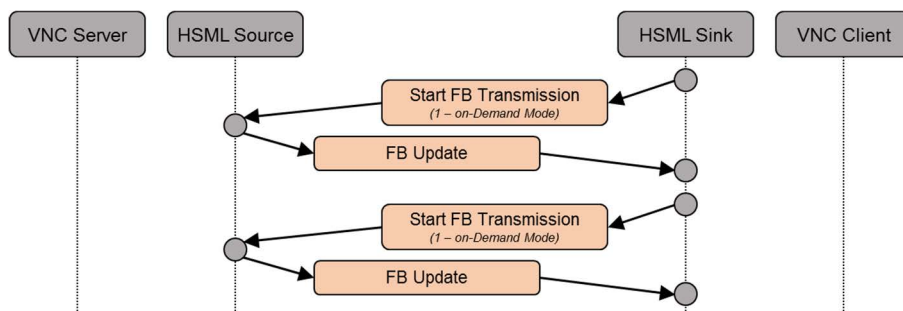 VNC Server
HSML Source
HSML Sink
VNC Client
Start FB Transmission
(1 – on-Demand Mode)
FB Update
Start FB Transmission
(1 – on-Demand Mode)
FB Update